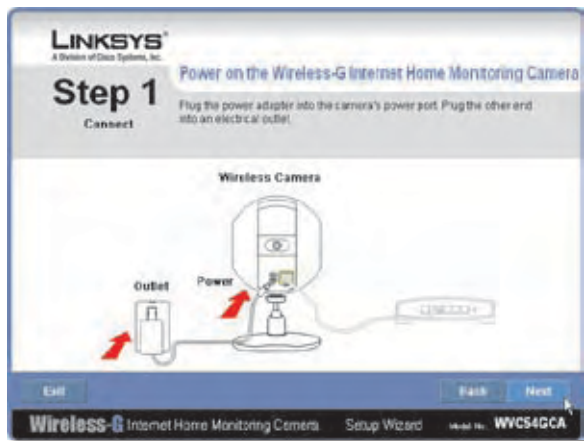 LINKSYS®
A Division of Cisco Systems, Inc.
Step 1
Connect
Power on the Wireless-G Internet Home Monitoring Camera
Plug the power adapter into the camera's power port. Plug the other end
into an electrical outlet.
Wireless Camera
Outlet
Power
Exit
Back
Next
Wireless-G Internet Home Monitoring Camera
Setup Wizard
Model No.
WVC54GCA